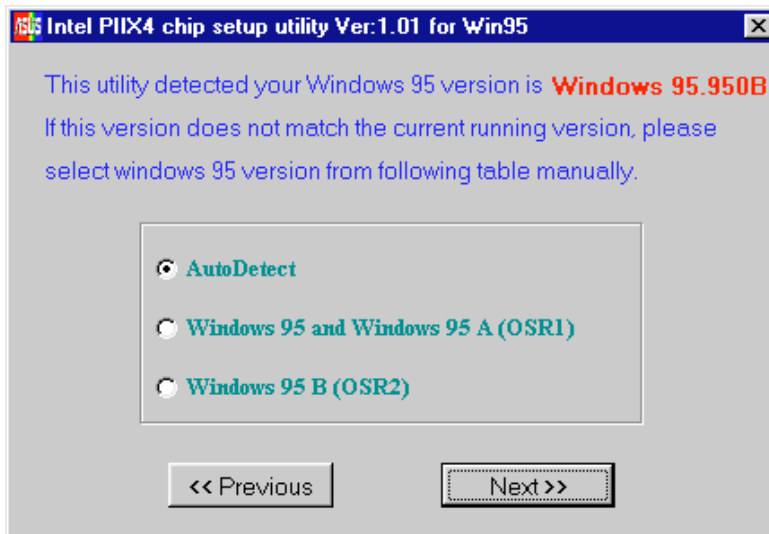 ASUS Intel PIIX4 chip setup utility Ver:1.01 for Win95
This utility detected your Windows 95 version is Windows 95.950B
If this version does not match the current running version, please
select windows 95 version from following table manually.
AutoDetect
Windows 95 and Windows 95 A (OSR1)
Windows 95 B (OSR2)
<< Previous
Next >>